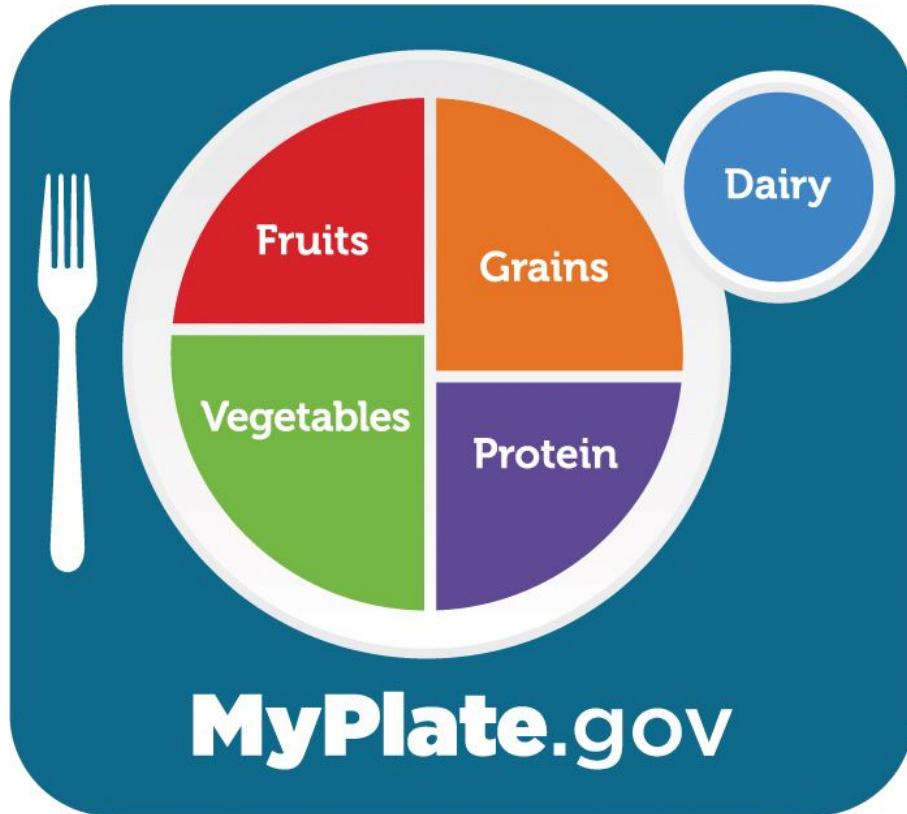 Fruits
Grains
Dairy
Vegetables
Protein
MyPlate.gov